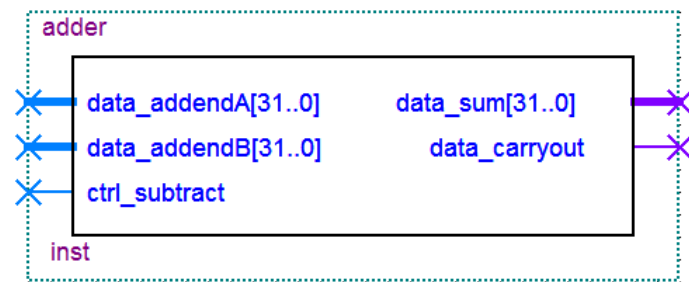 adder
data_addendA[31..0] data_sum[31..0]
data_addendB[31..0] data_carryout
ctrl_subtract
inst